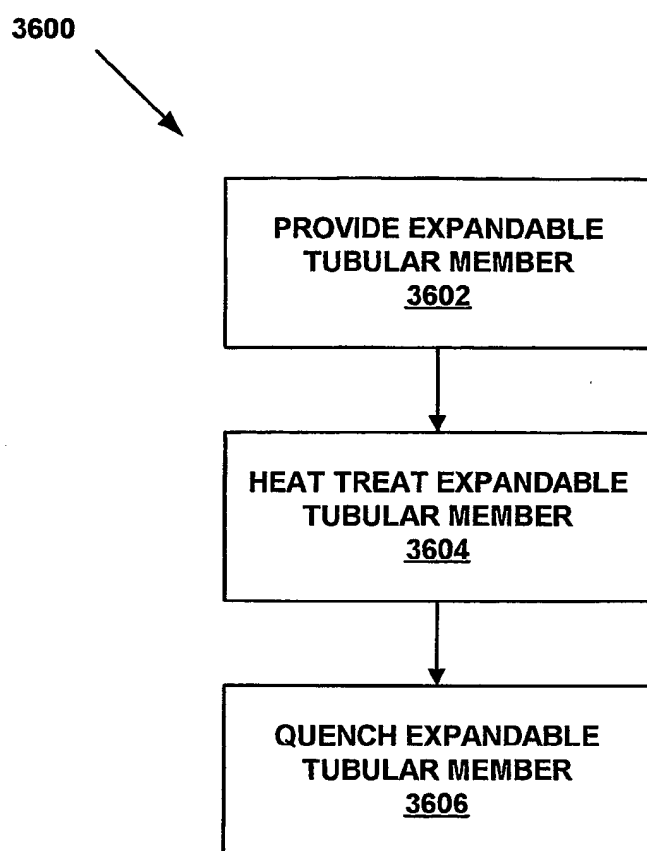 3600
PROVIDE EXPANDABLE
TUBULAR MEMBER
3602
HEAT TREAT EXPANDABLE
TUBULAR MEMBER
3604
QUENCH EXPANDABLE
TUBULAR MEMBER
3606